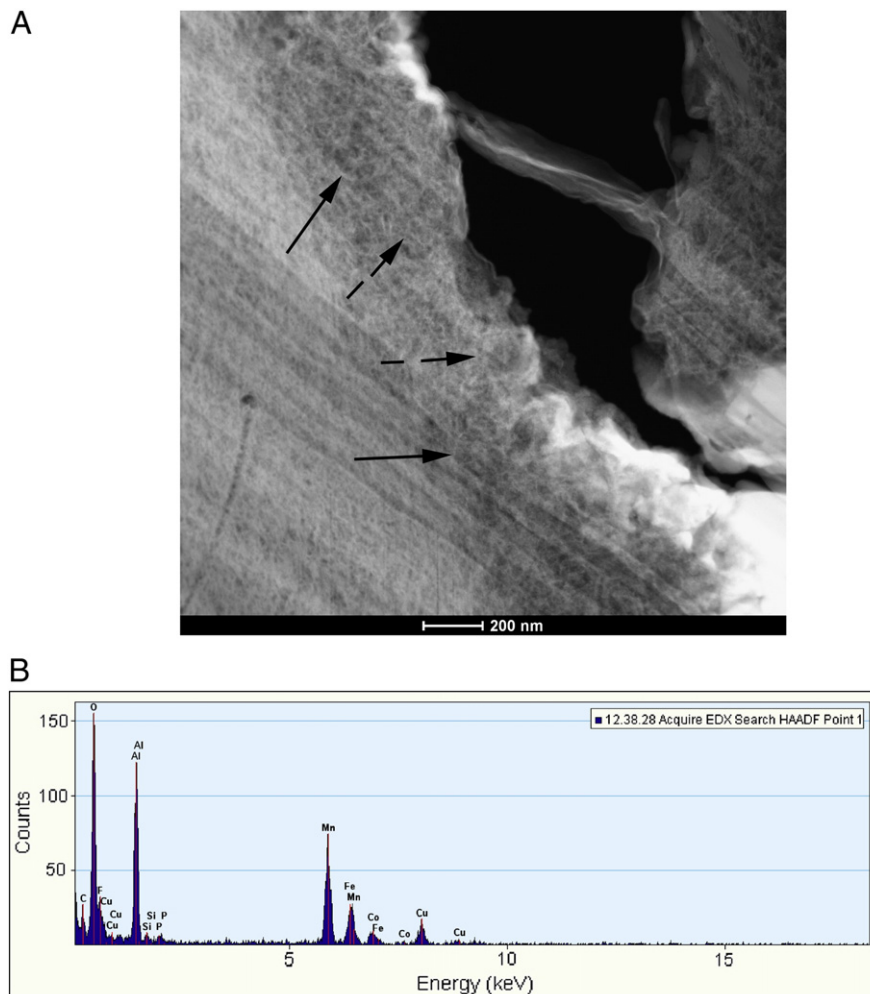 A
200 nm
B
12.38.28 Acquire EDX Search HAADF Point 1
Counts
150
100
50
O
Al
Al
Mn
C
F
Cu
Cu
Cu
Si P
Si P
Fe
Mn
Co
Fe
Co
Cu
Cu
5
10
15
Energy (keV)